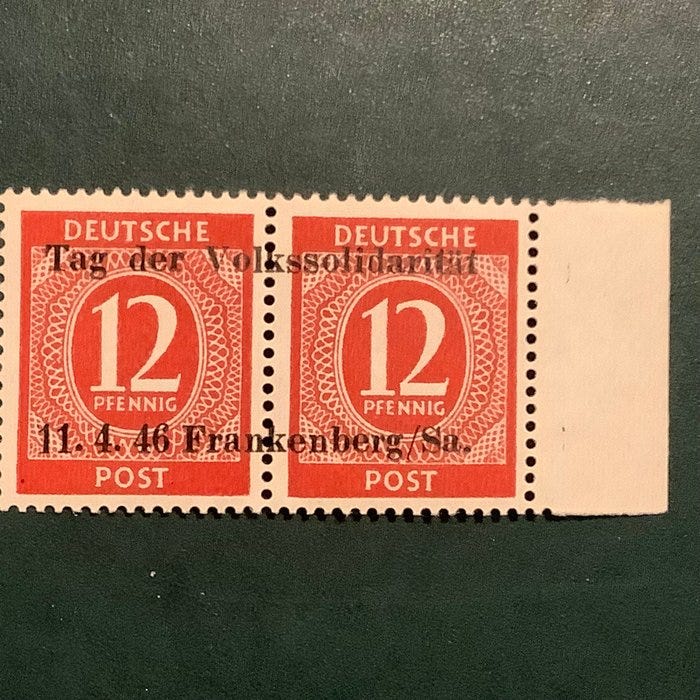 DEUTSCHE DEUTSCHE
Tag der Volkssolidarität
12 12
PFENNIG PFENNIG
11. 4. 46 Frankenberg/Sa.
POST POST